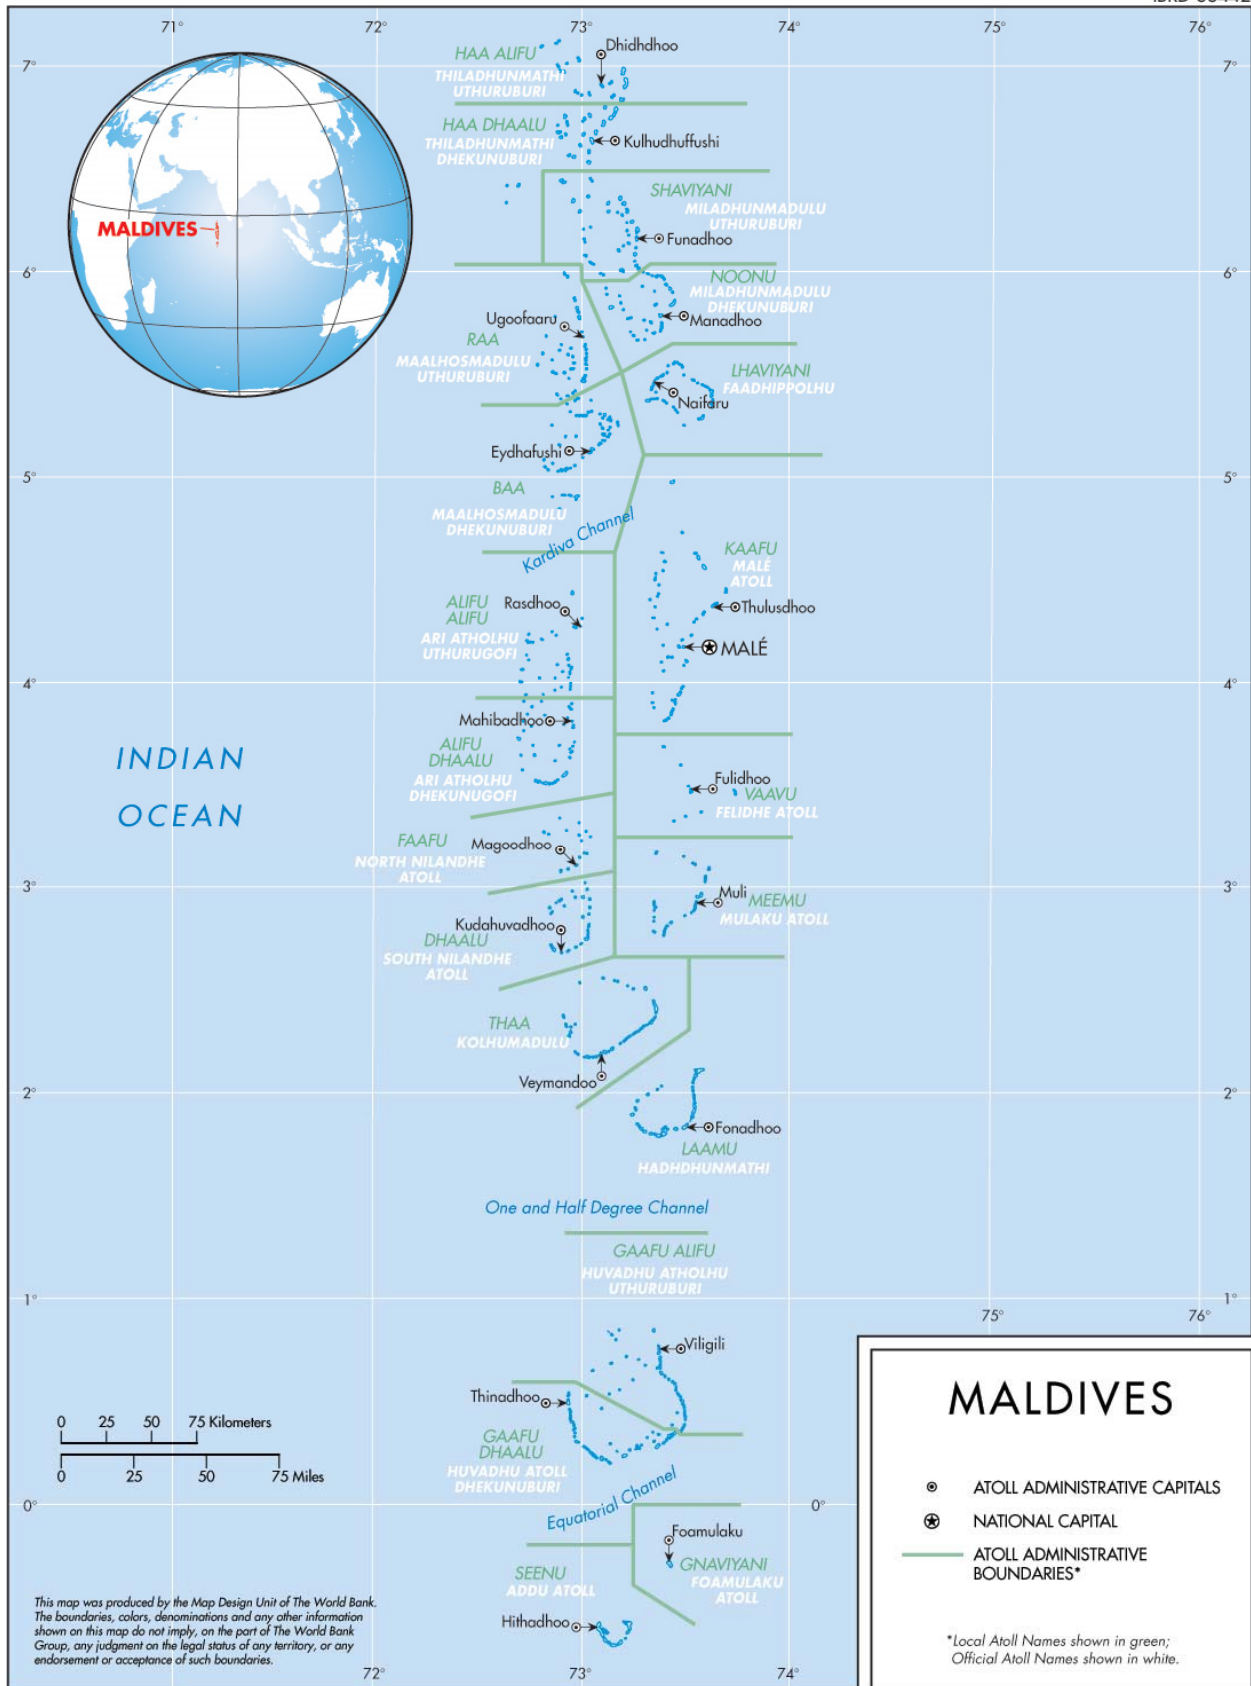 71°
72°
73°
74°
75°
76°
7°
7°
HAA ALIFU
THILADHUNMATHI
UTHURUBURI
Dhidhdhoo
HAA DHAALU
THILADHUNMATHI
DHEKUNUBURI
Kulhudhuffushi
SHAVIYANI
MILADHUNMADULU
UTHURUBURI
Funadhoo
MALDIVES
6°
6°
NOONU
MILADHUNMADULU
DHEKUNUBURI
Manadhoo
Ugoofaaru
RAA
MAALHOSMADULU
UTHURUBURI
LHAVIYANI
FAADHIPPOLHU
Naifaru
Eydhafushi
5°
5°
BAA
MAALHOSMADULU
DHEKUNUBURI
Kardiva Channel
KAAFU
MALÉ
ATOLL
Rasdhoo
Thulusdhoo
ALIFU
ALIFU
ARI ATHOLHU
UTHURUGOFI
MALÉ
4°
4°
Mahibadhoo
ALIFU
DHAALU
ARI ATHOLHU
DHEKUNUGOFI
INDIAN
OCEAN
Fulidhoo
VAAVU
FELIDHE ATOLL
FAAFU
NORTH NILANDHE
ATOLL
Magoodhoo
3°
3°
Muli
MEEMU
MULAKU ATOLL
Kudahuvadhoo
DHAALU
SOUTH NILANDHE
ATOLL
THAA
KOLHUMADULU
Veymandoo
2°
2°
Fonadhoo
LAAMU
HADHDHUNMATHI
One and Half Degree Channel
GAAFU ALIFU
HUVADHU ATHOLHU
UTHURUBURI
1°
1°
75°
76°
Viligili
Thinadhoo
GAAFU
DHAALU
HUVADHU ATOLL
DHEKUNUBURI
0 25 50 75 Kilometers
0 25 50 75 Miles
Equatorial Channel
0°
0°
Foamulaku
GNAVIYANI
FOAMULAKU
ATOLL
SEENU
ADDU ATOLL
Hithadhoo
72°
73°
74°
This map was produced by the Map Design Unit of The World Bank.
The boundaries, colors, denominations and any other information
shown on this map do not imply, on the part of The World Bank
Group, any judgment on the legal status of any territory, or any
endorsement or acceptance of such boundaries.
MALDIVES
ATOLL ADMINISTRATIVE CAPITALS
NATIONAL CAPITAL
ATOLL ADMINISTRATIVE
BOUNDARIES*
*Local Atoll Names shown in green;
Official Atoll Names shown in white.